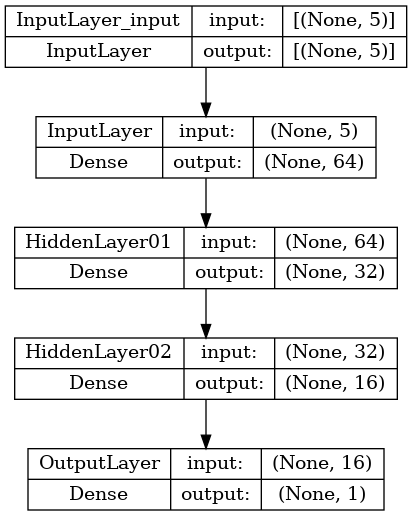 InputLayer_input input: [(None, 5)]
InputLayer output: [(None, 5)]
InputLayer input: (None, 5)
Dense output: (None, 64)
HiddenLayer01 input: (None, 64)
Dense output: (None, 32)
HiddenLayer02 input: (None, 32)
Dense output: (None, 16)
OutputLayer input: (None, 16)
Dense output: (None, 1)